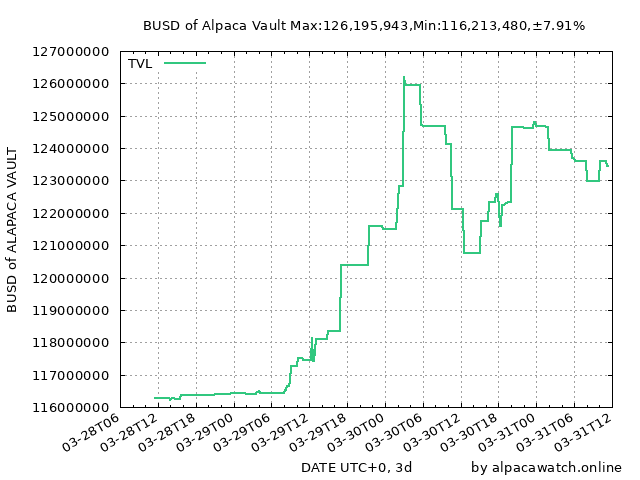 BUSD of Alpaca Vault Max:126,195,943,Min:116,213,480,±7.91%
TVL
127000000
126000000
125000000
124000000
123000000
122000000
121000000
120000000
119000000
118000000
117000000
116000000
BUSD of ALAPACA VAULT
03-28T06
03-28T12
03-28T18
03-29T00
03-29T06
03-29T12
03-29T18
03-30T00
03-30T06
03-30T12
03-30T18
03-31T00
03-31T06
03-31T12
DATE UTC+0, 3d
by alpacawatch.online